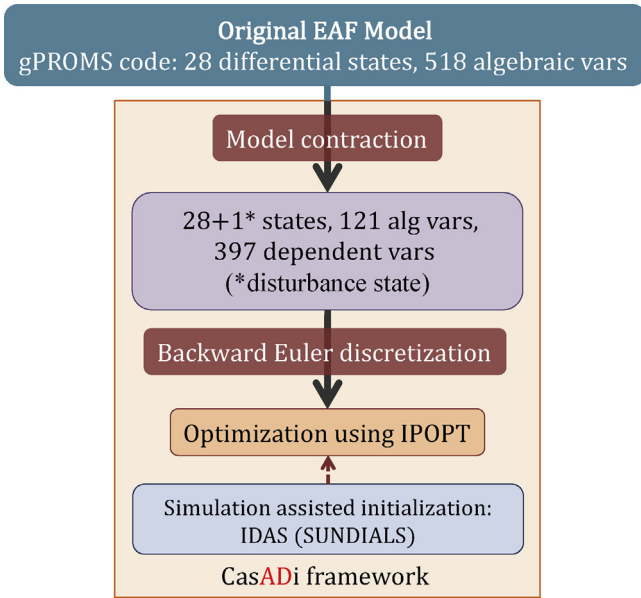 Original EAF Model
gPROMS code: 28 differential states, 518 algebraic vars
Model contraction
28+1* states, 121 alg vars,
397 dependent vars
(*disturbance state)
Backward Euler discretization
Optimization using IPOPT
Simulation assisted initialization:
IDAS (SUNDIALS)
CasADi framework